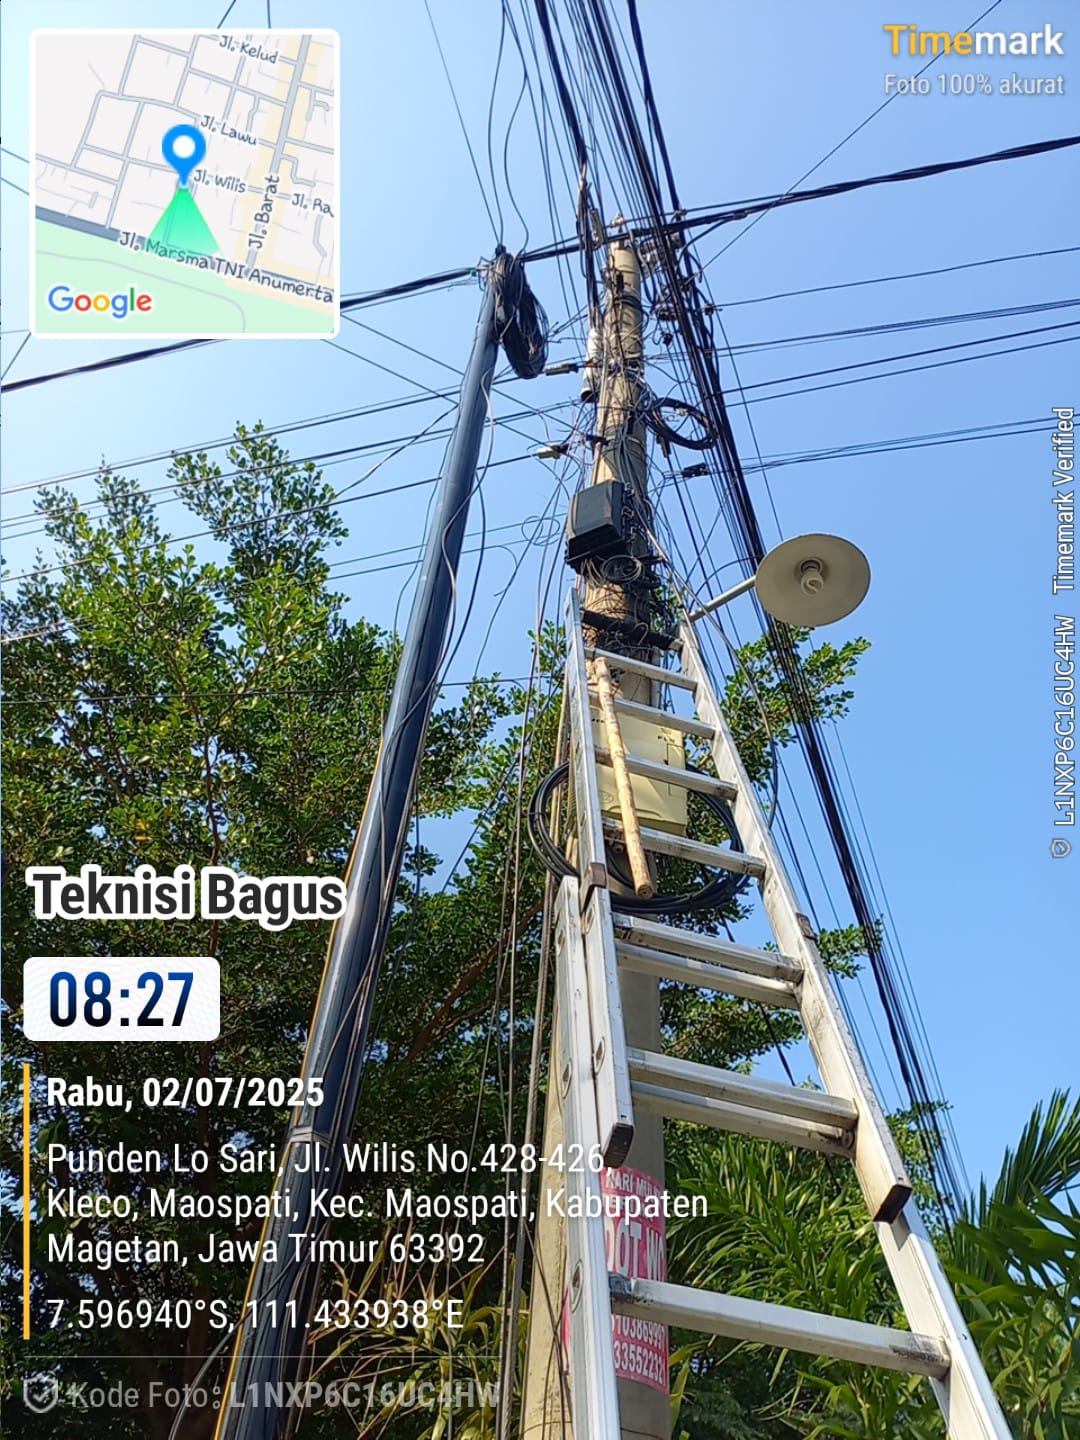 Timemark
Foto 100% akurat
Jl. Kelud
Jl. Lawu
Jl. Wilis
Jl. Barat
Jl. Ra
Jl. Marsma TNI Anumerta
Google
L1NXP6C16UC4HW Timemark Verified
Teknisi Bagus
08:27
Rabu, 02/07/2025
Punden Lo Sari, Jl. Wilis No.428-426,
Kleco, Maospati, Kec. Maospati, Kabupaten
Magetan, Jawa Timur 63392
7.596940°S, 111.433938°E
Kode Foto: L1NXP6C16UC4HW